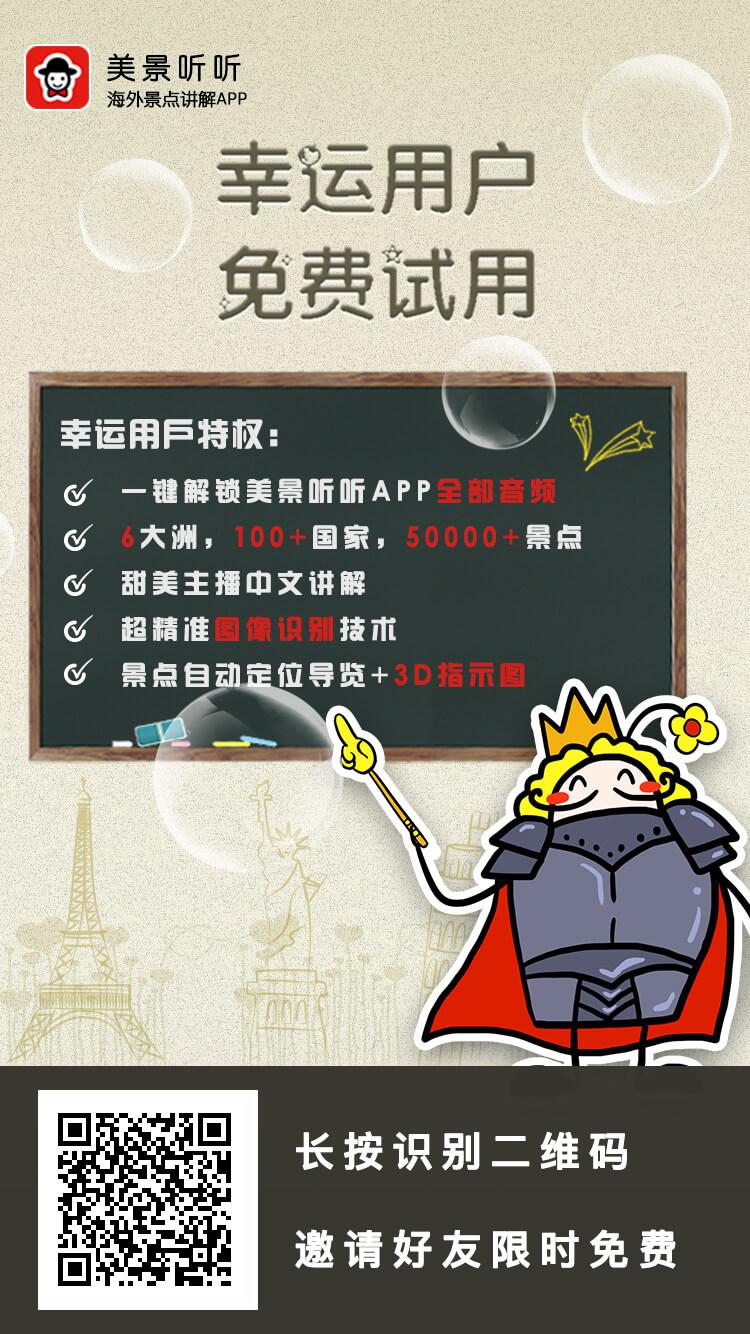 美景听听
海外景点讲解APP
幸运用户
免费试用
幸运用户特权：
一键解锁美景听听APP全部音频
6大洲，100+国家，50000+景点
甜美主播中文讲解
超精准图像识别技术
景点自动定位导览+3D指示图
长按识别二维码
邀请好友限时免费